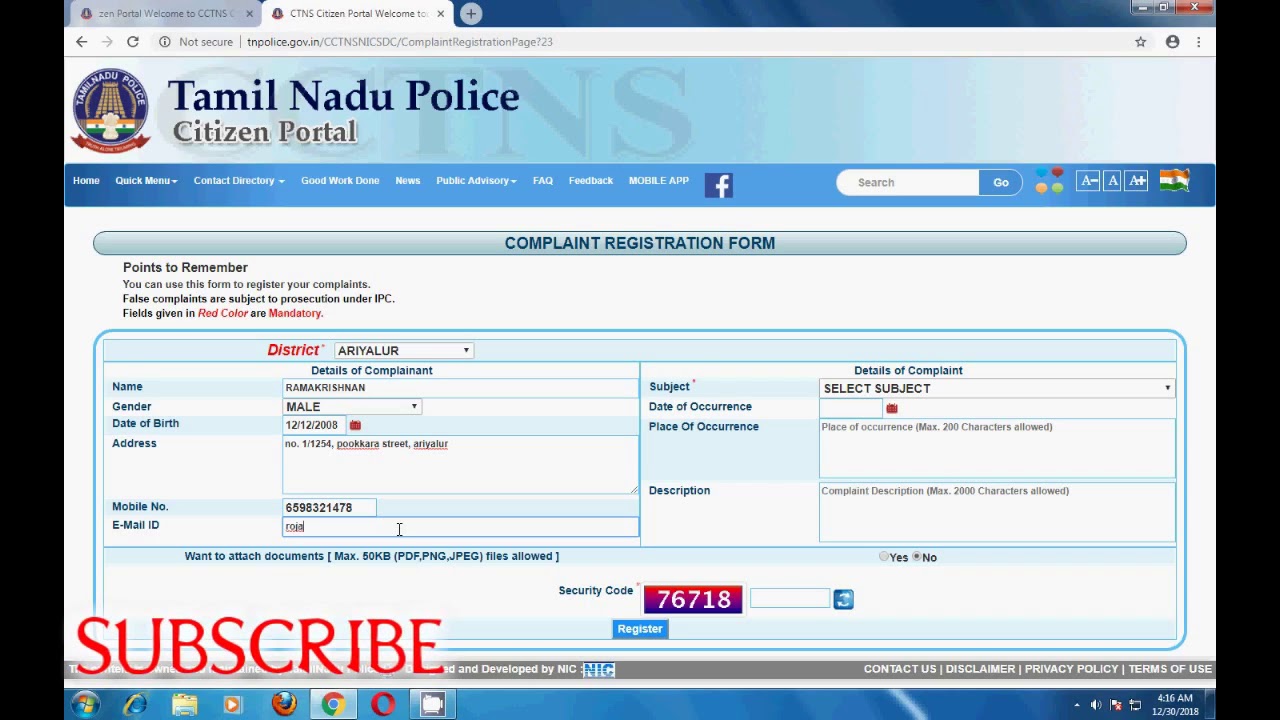 zen Portal Welcome to CCTNS C
CTNS Citizen Portal Welcome to
Not secure | tnpolice.gov.in/CCTNSNICSDC/ComplaintRegistrationPage?23
TAMILNADU POLICE
CCTNS
Tamil Nadu Police
Citizen Portal
Home Quick Menu Contact Directory Good Work Done News Public Advisory FAQ Feedback MOBILE APP f Search Go A- A A+
COMPLAINT REGISTRATION FORM
Points to Remember
You can use this form to register your complaints.
False complaints are subject to prosecution under IPC.
Fields given in Red Color are Mandatory.
District * ARIYALUR
Details of Complainant
Name RAMAKRISHNAN
Gender MALE
Date of Birth 12/12/2008
Address no. 1/1254, pookkara street, ariyalur
Mobile No. 6598321478
E-Mail ID roja
Details of Complaint
Subject * SELECT SUBJECT
Date of Occurrence
Place Of Occurrence Place of occurrence (Max. 200 Characters allowed)
Description Complaint Description (Max. 2000 Characters allowed)
Want to attach documents [ Max. 50KB (PDF,PNG,JPEG) files allowed ] Yes No
Security Code * 76718
Register
SUBSCRIBE
and Developed by NIC NIC CONTACT US | DISCLAIMER | PRIVACY POLICY | TERMS OF USE
4:16 AM
12/30/2018